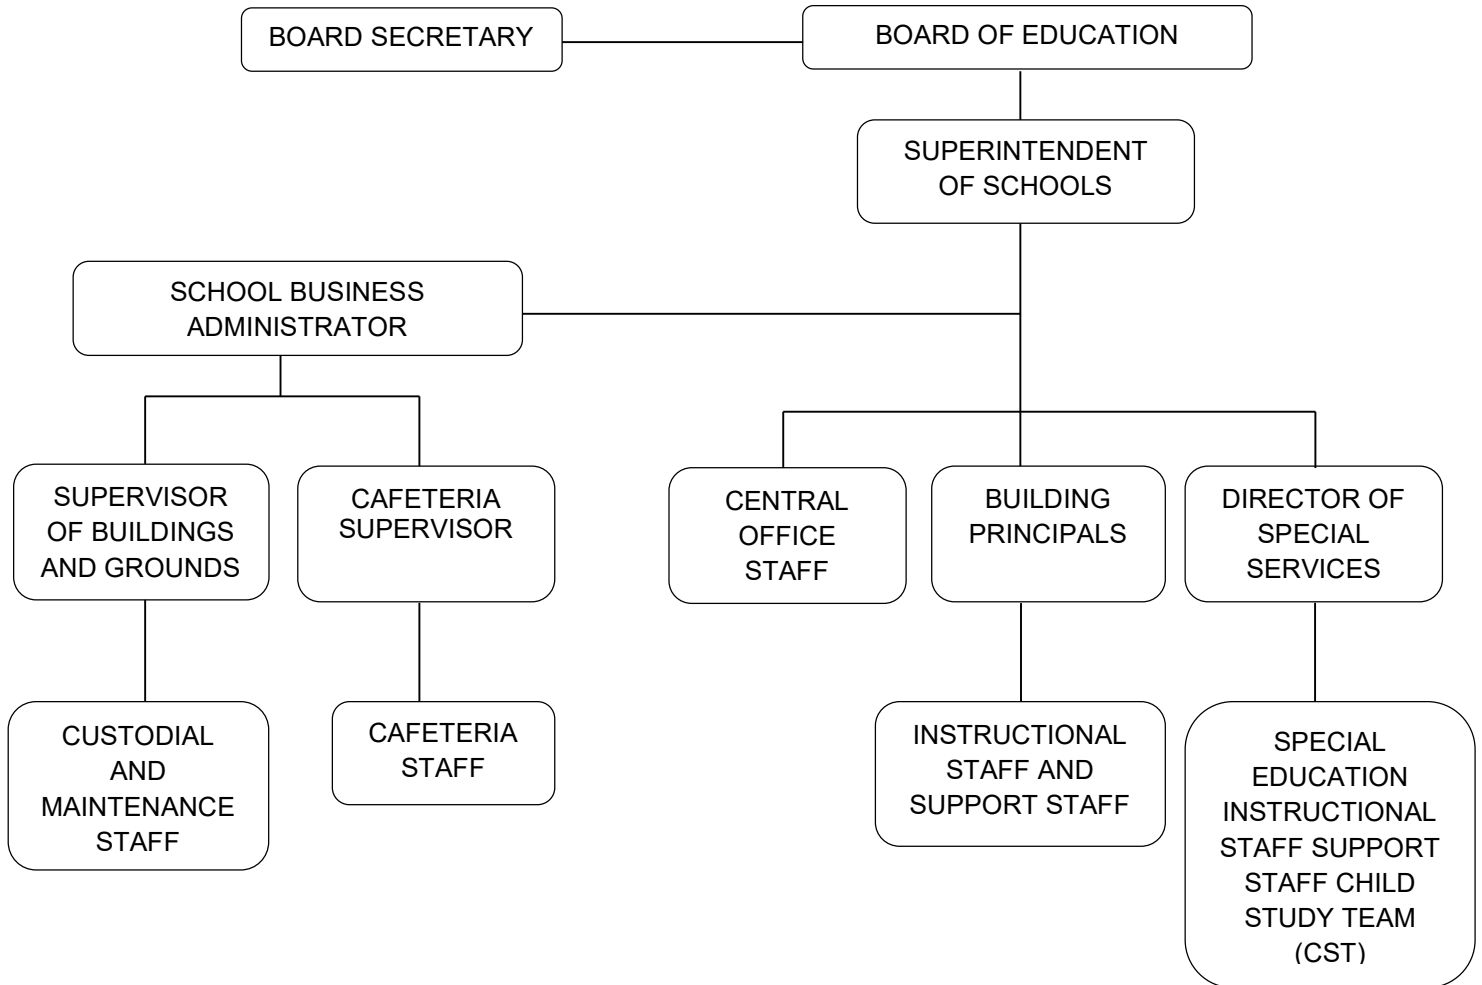 BOARD SECRETARY
BOARD OF EDUCATION
SUPERINTENDENT
OF SCHOOLS
SCHOOL BUSINESS
ADMINISTRATOR
SUPERVISOR
OF BUILDINGS
AND GROUNDS
CAFETERIA
SUPERVISOR
CENTRAL
OFFICE
STAFF
BUILDING
PRINCIPALS
DIRECTOR OF
SPECIAL
SERVICES
CUSTODIAL
AND
MAINTENANCE
STAFF
CAFETERIA
STAFF
INSTRUCTIONAL
STAFF AND
SUPPORT STAFF
SPECIAL
EDUCATION
INSTRUCTIONAL
STAFF SUPPORT
STAFF CHILD
STUDY TEAM
(CST)